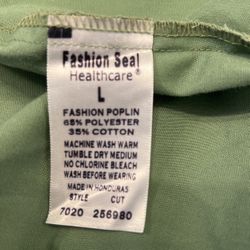 Fashion Seal
Healthcare®
L
FASHION POPLIN
65% POLYESTER
35% COTTON
MACHINE WASH WARM
TUMBLE DRY MEDIUM
NO CHLORINE BLEACH
WASH BEFORE WEARING
MADE IN HONDURAS
STYLE CUT
7020 256980